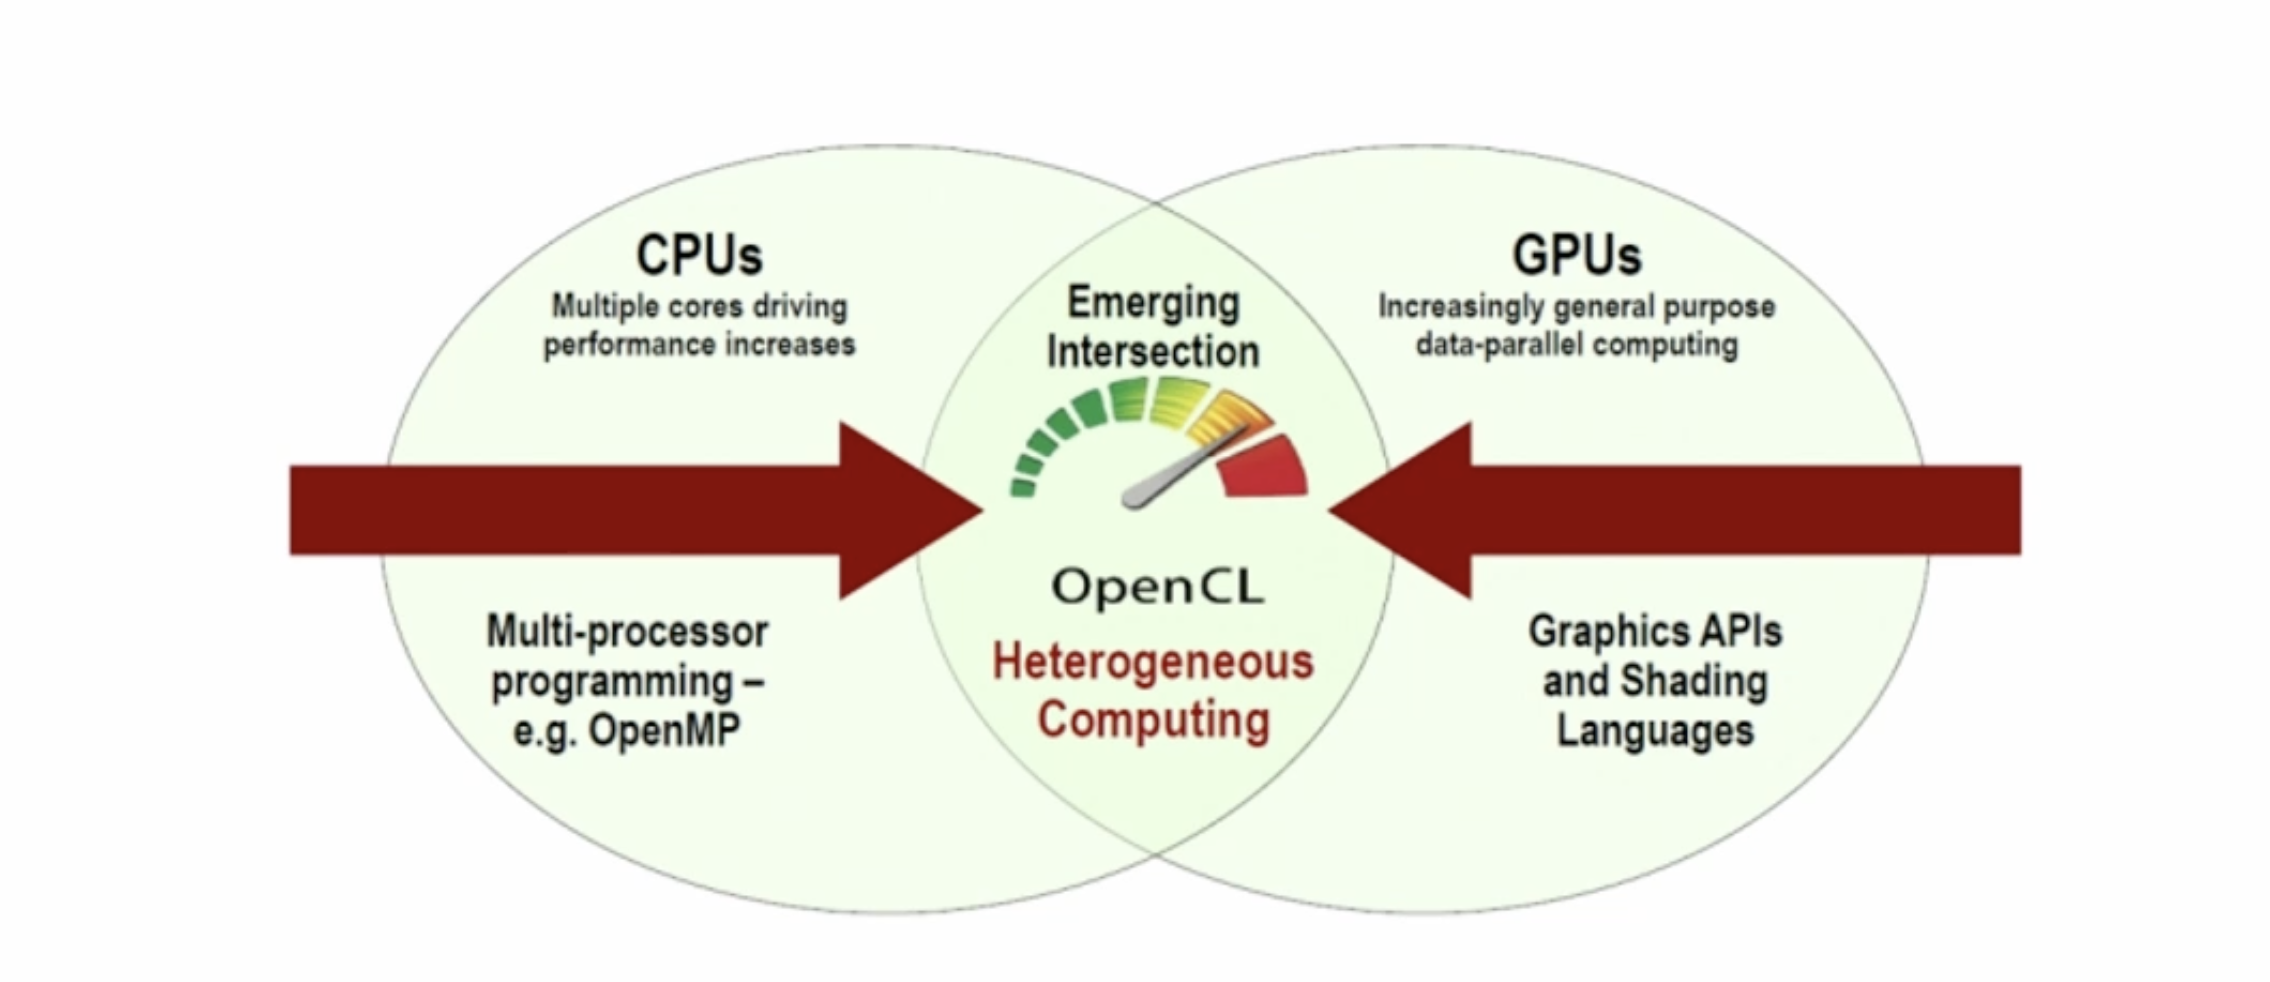 CPUs
Multiple cores driving
performance increases
Emerging
Intersection
GPUs
Increasingly general purpose
data-parallel computing
Multi-processor
programming –
e.g. OpenMP
OpenCL
Heterogeneous
Computing
Graphics APIs
and Shading
Languages